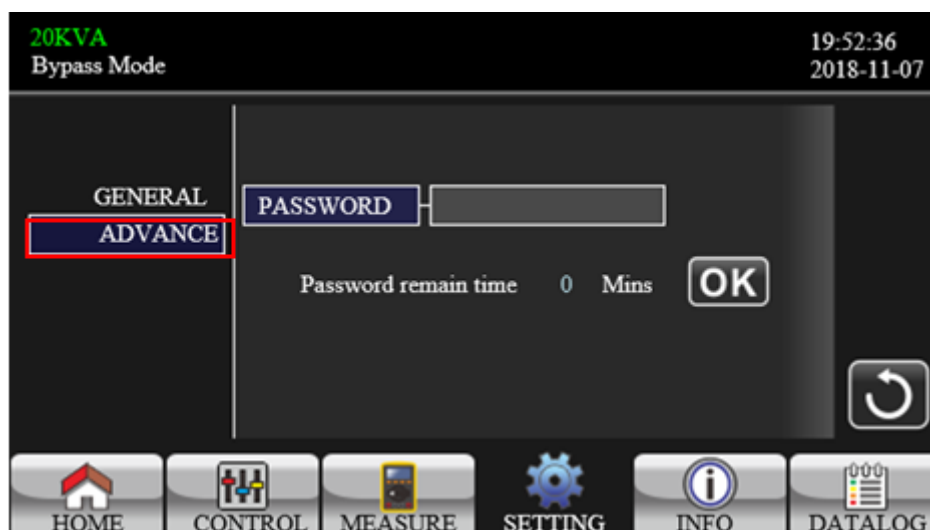 20KVA
Bypass Mode
19:52:36
2018-11-07
GENERAL
ADVANCE
PASSWORD
Password remain time 0 Mins
OK
HOME
CONTROL
MEASURE
SETTING
INFO
DATALOG